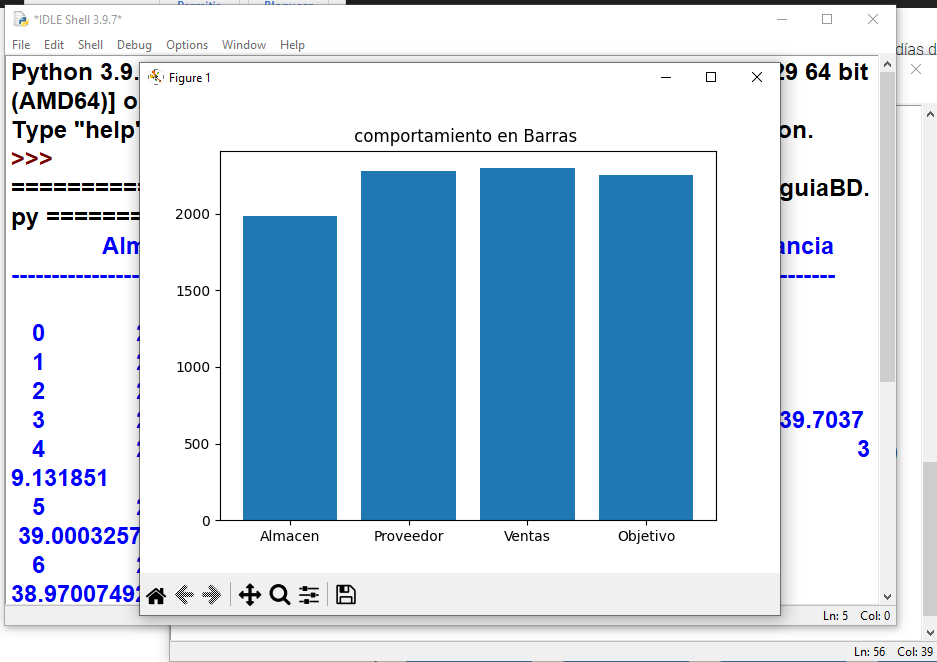 *IDLE Shell 3.9.7*
File Edit Shell Debug Options Window Help
días d
Python 3.9. 29 64 bit
(AMD64)] o
Type "help" on.
>>>
========== guiaBD.
py ========
Alm ancia
Figure 1
comportamiento en Barras
2000
1500
1000
500
0
Almacen Proveedor Ventas Objetivo
0
1
2
3 39.7037
4 3
9.131851
5
39.0003257
6
38.9700749
Ln: 5 Col: 0
Ln: 56 Col: 39